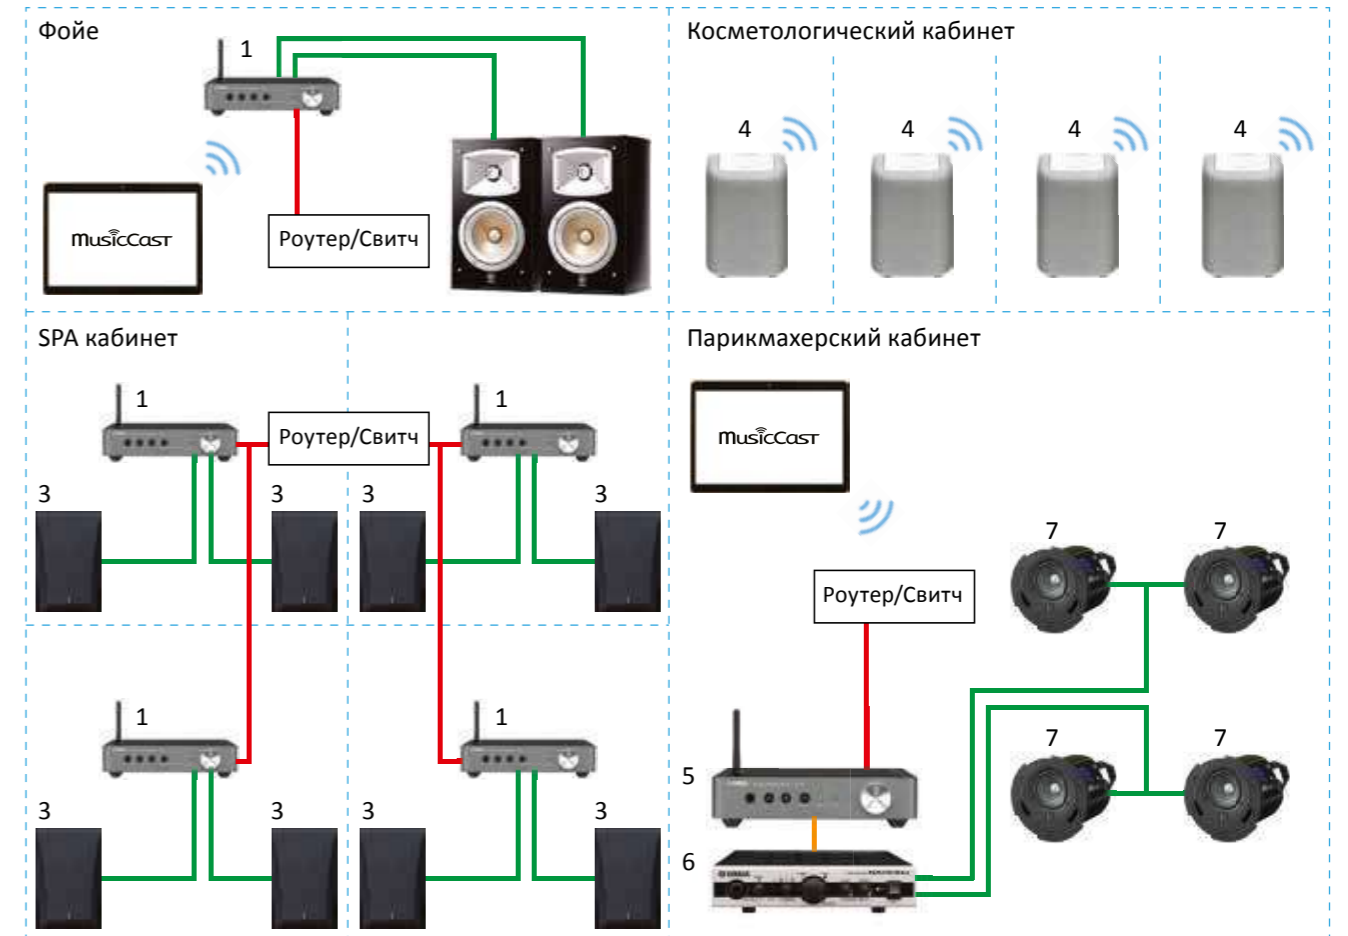 Фойе
1
MusicCast
Роутер/Свитч
Косметологический кабинет
4 4 4 4
SPA кабинет
1 1
Роутер/Свитч
3 3 3 3
1 1
3 3 3 3
Парикмахерский кабинет
MusicCast
Роутер/Свитч
7 7
7 7
5
6
YAMAHA